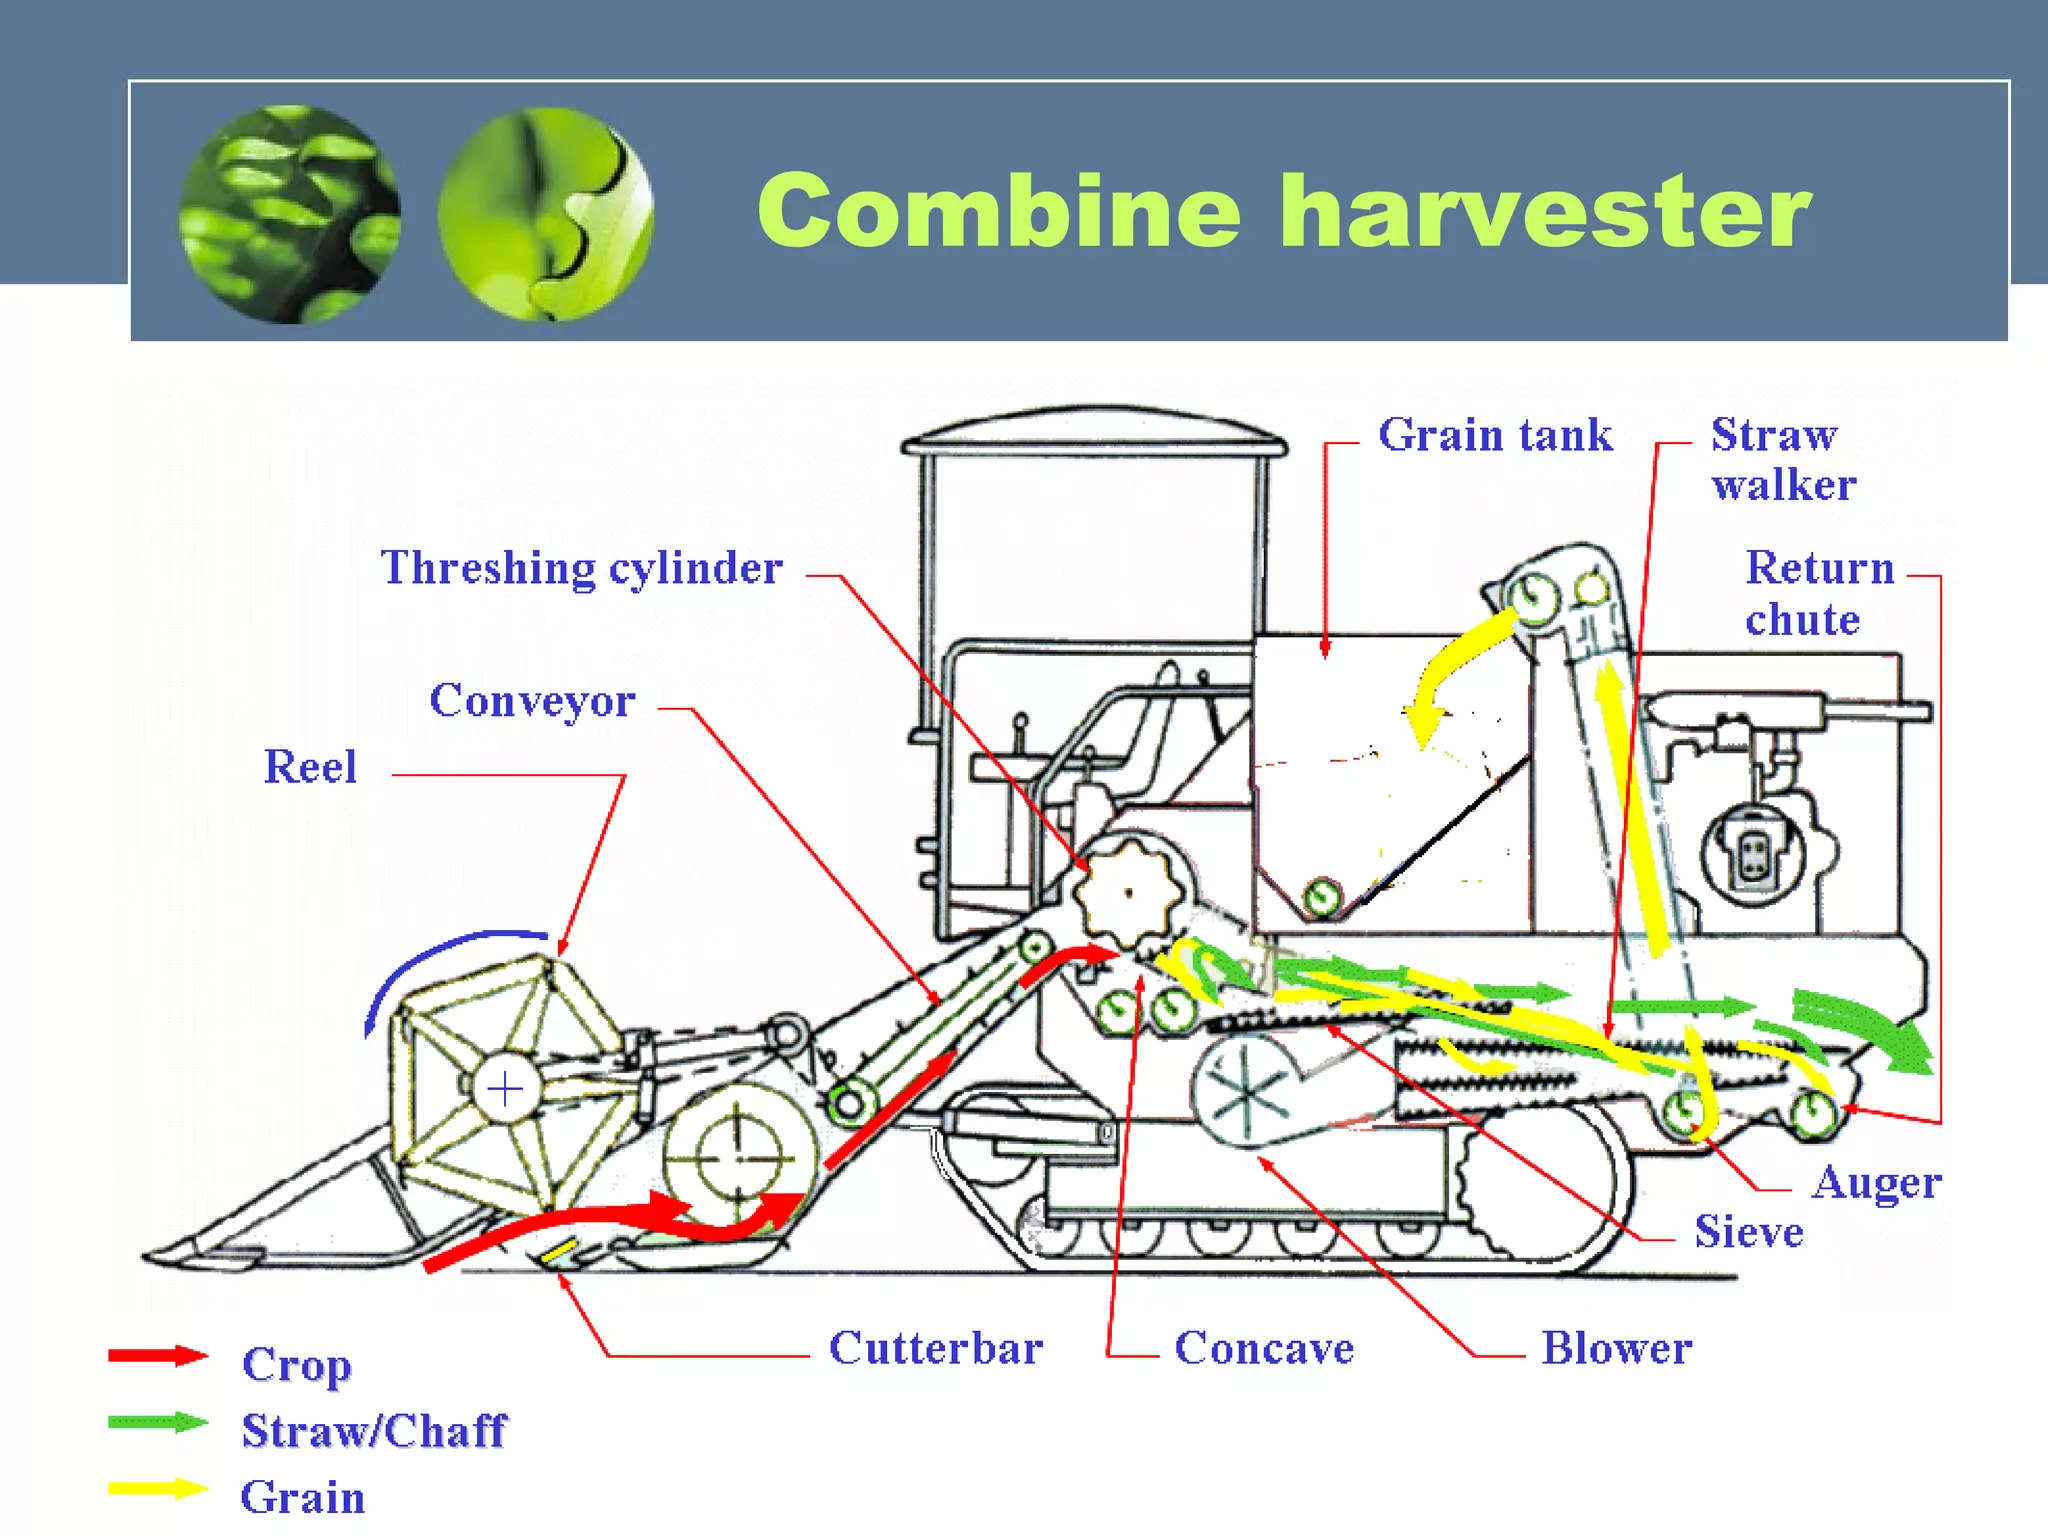 Combine harvester
Grain tank
Straw
walker
Threshing cylinder
Return
chute
Conveyor
Reel
Auger
Sieve
Cutterbar
Concave
Blower
Crop
Straw/Chaff
Grain